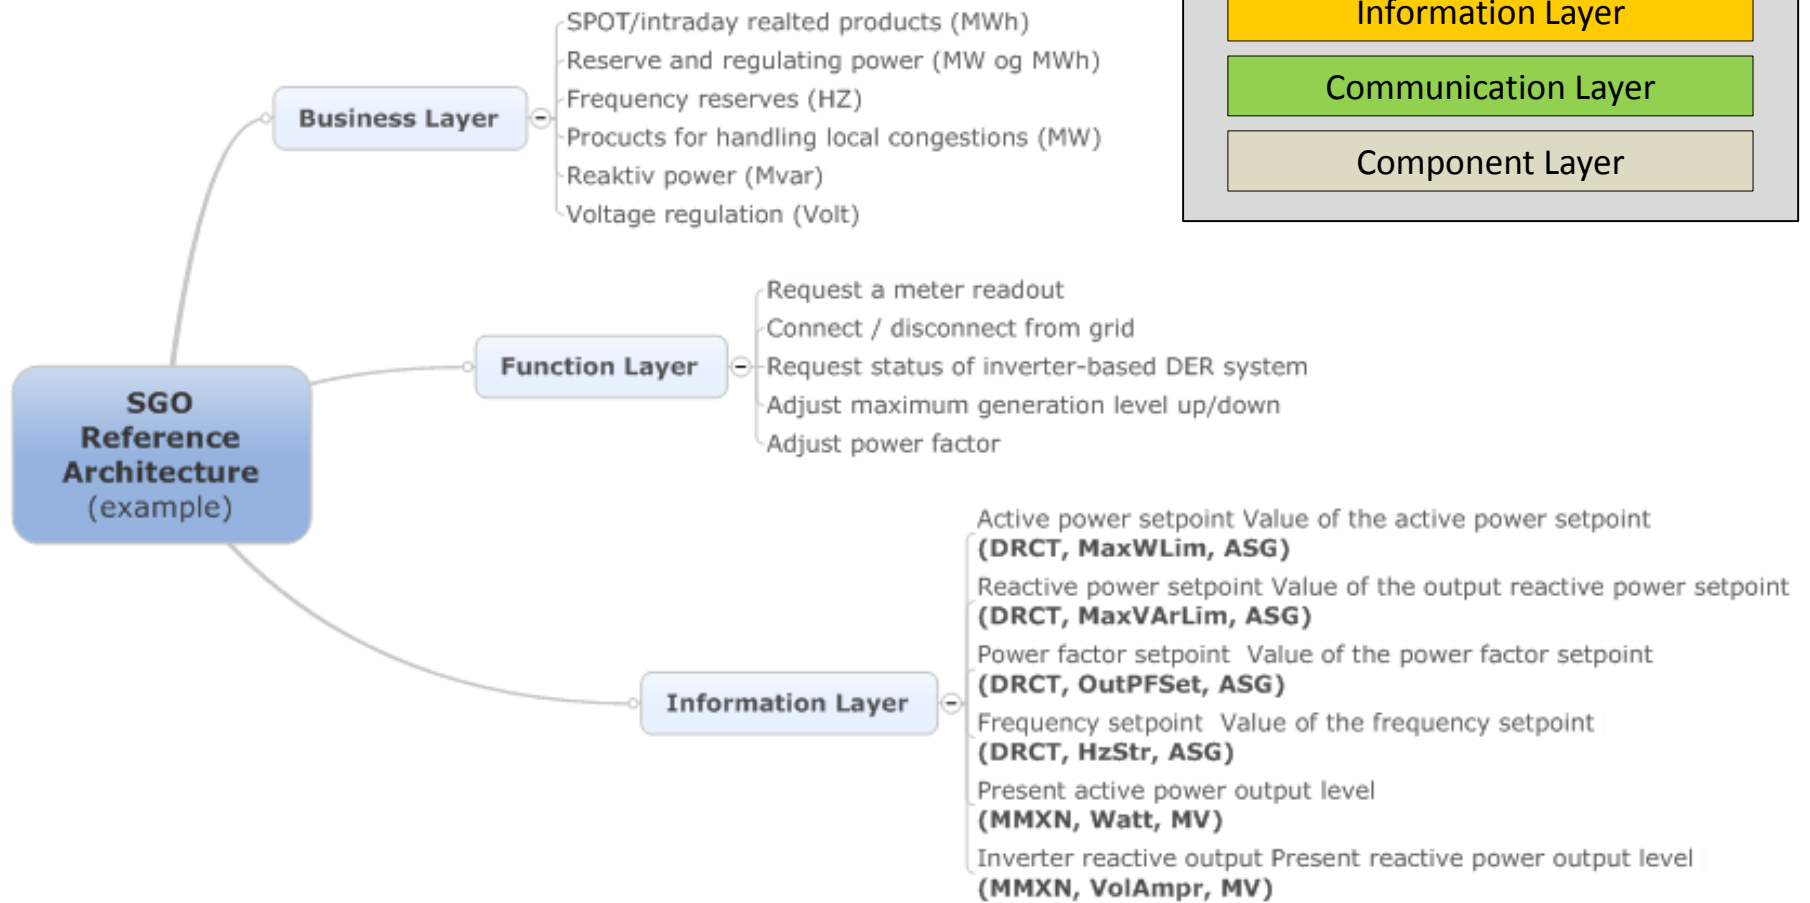 SPOT/intraday realted products (MWh)
Reserve and regulating power (MW og MWh)
Frequency reserves (HZ)
Procucts for handling local congestions (MW)
Reaktiv power (Mvar)
Voltage regulation (Volt)
Business Layer
Information Layer
Communication Layer
Component Layer
Request a meter readout
Connect / disconnect from grid
Request status of inverter-based DER system
Adjust maximum generation level up/down
Adjust power factor
Function Layer
SGO
Reference
Architecture
(example)
Information Layer
Active power setpoint Value of the active power setpoint
(DRCT, MaxWLim, ASG)
Reactive power setpoint Value of the output reactive power setpoint
(DRCT, MaxVArLim, ASG)
Power factor setpoint  Value of the power factor setpoint
(DRCT, OutPFSet, ASG)
Frequency setpoint  Value of the frequency setpoint
(DRCT, HzStr, ASG)
Present active power output level
(MMXN, Watt, MV)
Inverter reactive output Present reactive power output level
(MMXN, VolAmpr, MV)